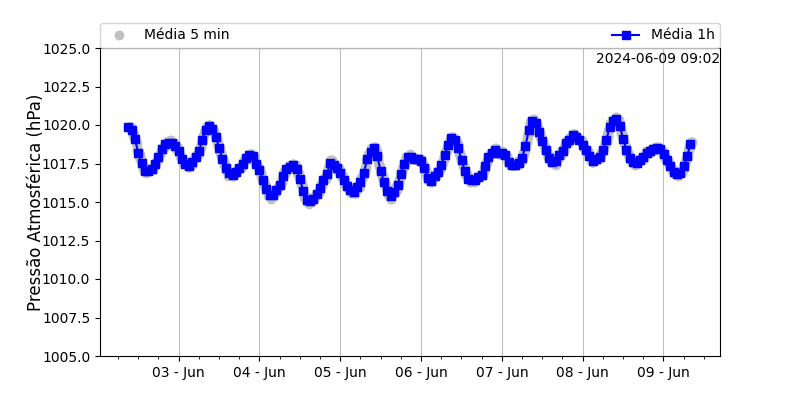 Média 5 min
Média 1h
2024-06-09 09:02
Pressão Atmosférica (hPa)
1025.0
1022.5
1020.0
1017.5
1015.0
1012.5
1010.0
1007.5
1005.0
03 - Jun
04 - Jun
05 - Jun
06 - Jun
07 - Jun
08 - Jun
09 - Jun